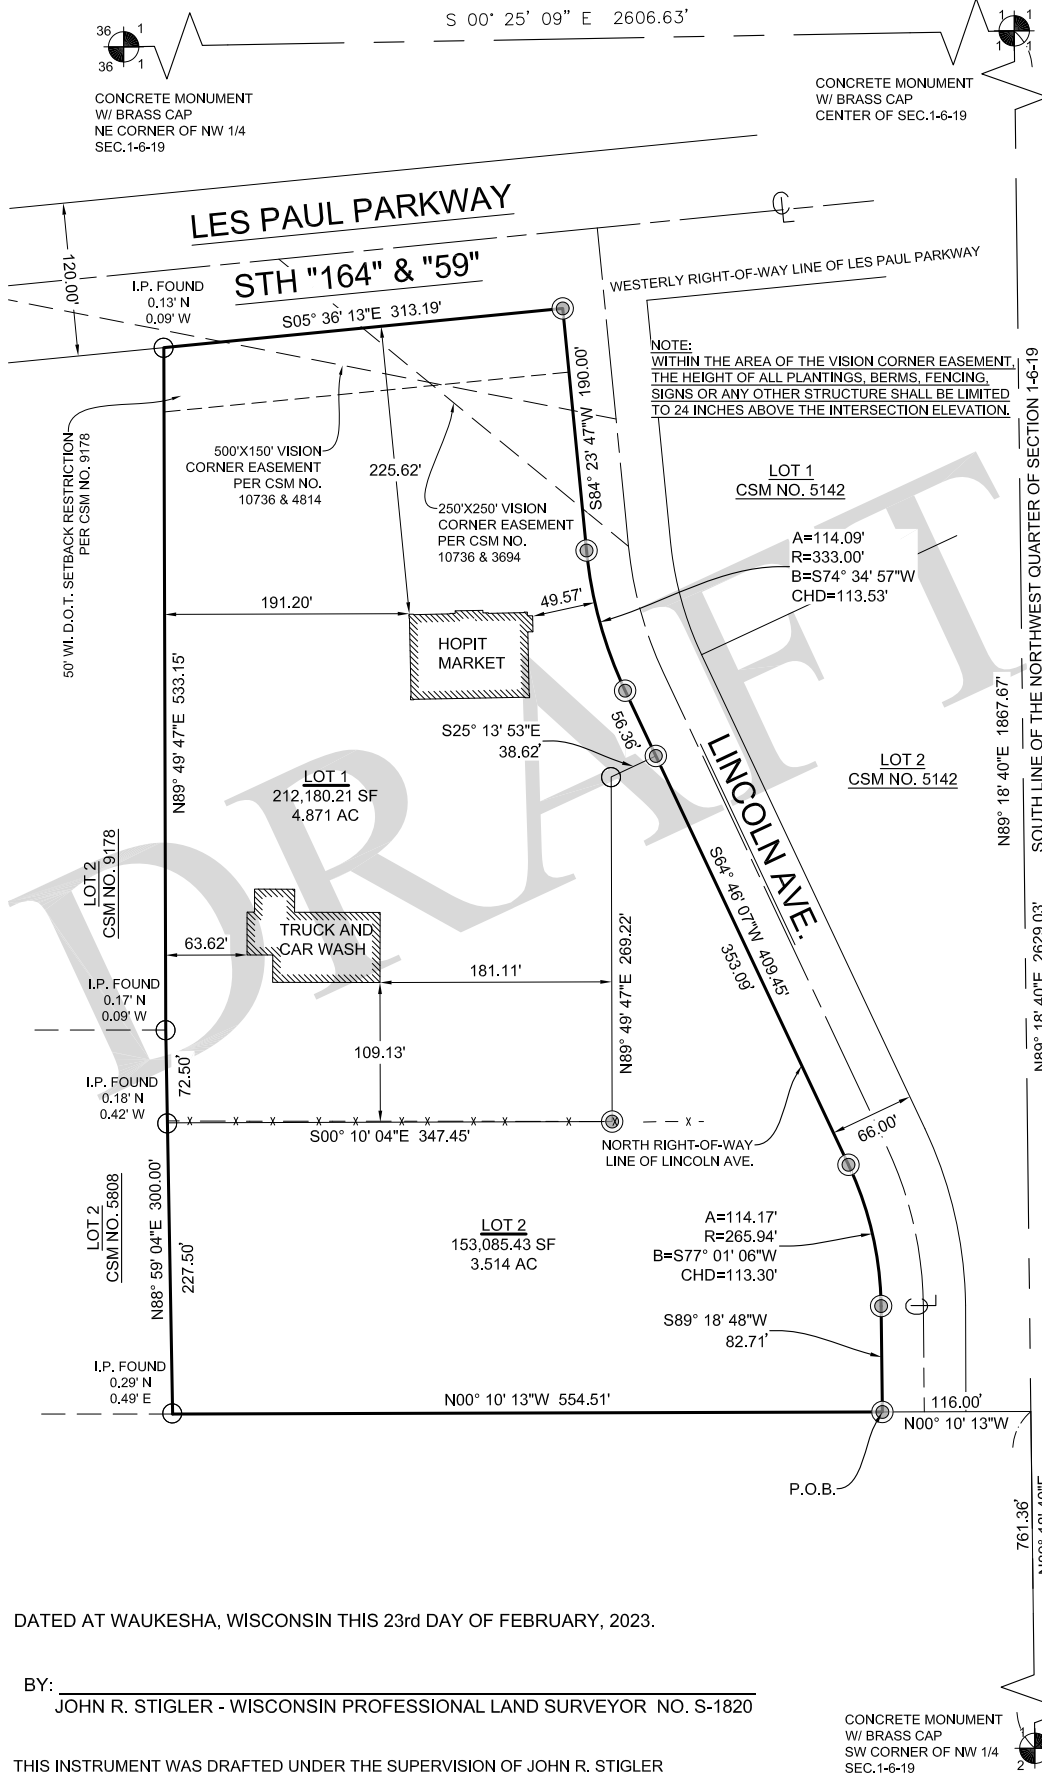 S 00° 25' 09" E 2606.63'
36
1
36
1
1
1
1
1
CONCRETE MONUMENT
W/ BRASS CAP
NE CORNER OF NW 1/4
SEC.1-6-19
CONCRETE MONUMENT
W/ BRASS CAP
CENTER OF SEC.1-6-19
LES PAUL PARKWAY
STH "164" & "59"
120.00'
WESTERLY RIGHT-OF-WAY LINE OF LES PAUL PARKWAY
I.P. FOUND
0.13' N
0.09' W
S05° 36' 13"E 313.19'
NOTE:
WITHIN THE AREA OF THE VISION CORNER EASEMENT,
THE HEIGHT OF ALL PLANTINGS, BERMS, FENCING,
SIGNS OR ANY OTHER STRUCTURE SHALL BE LIMITED
TO 24 INCHES ABOVE THE INTERSECTION ELEVATION.
S84° 23' 47"W 190.00'
50' WI. D.O.T. SETBACK RESTRICTION
PER CSM NO. 9178
500'X150' VISION
CORNER EASEMENT
PER CSM NO.
10736 & 4814
225.62'
250'X250' VISION
CORNER EASEMENT
PER CSM NO.
10736 & 3694
LOT 1
CSM NO. 5142
A=114.09'
R=333.00'
B=S74° 34' 57"W
CHD=113.53'
191.20'
49.57'
HOPIT
MARKET
N89° 49' 47"E 533.15'
S25° 13' 53"E
38.62'
56.36'
LINCOLN AVE.
LOT 2
CSM NO. 5142
N89° 18' 40"E 1867.67'
SOUTH LINE OF THE NORTHWEST QUARTER OF SECTION 1-6-19
N89° 18' 40"E 2629.03'
LOT 1
212,180.21 SF
4.871 AC
LOT 2
CSM NO. 9178
S64° 46' 07"W 409.45'
353.09'
TRUCK AND
CAR WASH
63.62'
181.11'
N89° 49' 47"E 269.22'
I.P. FOUND
0.17' N
0.09' W
109.13'
72.50'
I.P. FOUND
0.18' N
0.42' W
S00° 10' 04"E 347.45'
NORTH RIGHT-OF-WAY
LINE OF LINCOLN AVE.
66.00'
LOT 2
CSM NO. 5808
N88° 59' 04"E 300.00'
227.50'
LOT 2
153,085.43 SF
3.514 AC
A=114.17'
R=265.94'
B=S77° 01' 06"W
CHD=113.30'
S89° 18' 48"W
82.71'
I.P. FOUND
0.29' N
0.49' E
N00° 10' 13"W 554.51'
116.00'
N00° 10' 13"W
P.O.B.
761.36'
DRAFT
DATED AT WAUKESHA, WISCONSIN THIS 23rd DAY OF FEBRUARY, 2023.
BY:
JOHN R. STIGLER - WISCONSIN PROFESSIONAL LAND SURVEYOR NO. S-1820
THIS INSTRUMENT WAS DRAFTED UNDER THE SUPERVISION OF JOHN R. STIGLER
CONCRETE MONUMENT
W/ BRASS CAP
SW CORNER OF NW 1/4
SEC.1-6-19
1
2